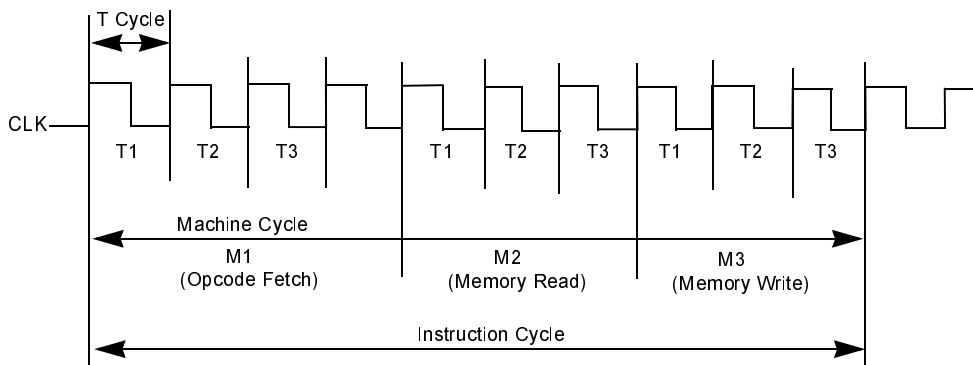 T Cycle
CLK
T1 T2 T3 T1 T2 T3 T1 T2 T3
Machine Cycle
M1 M2 M3
(Opcode Fetch) (Memory Read) (Memory Write)
Instruction Cycle